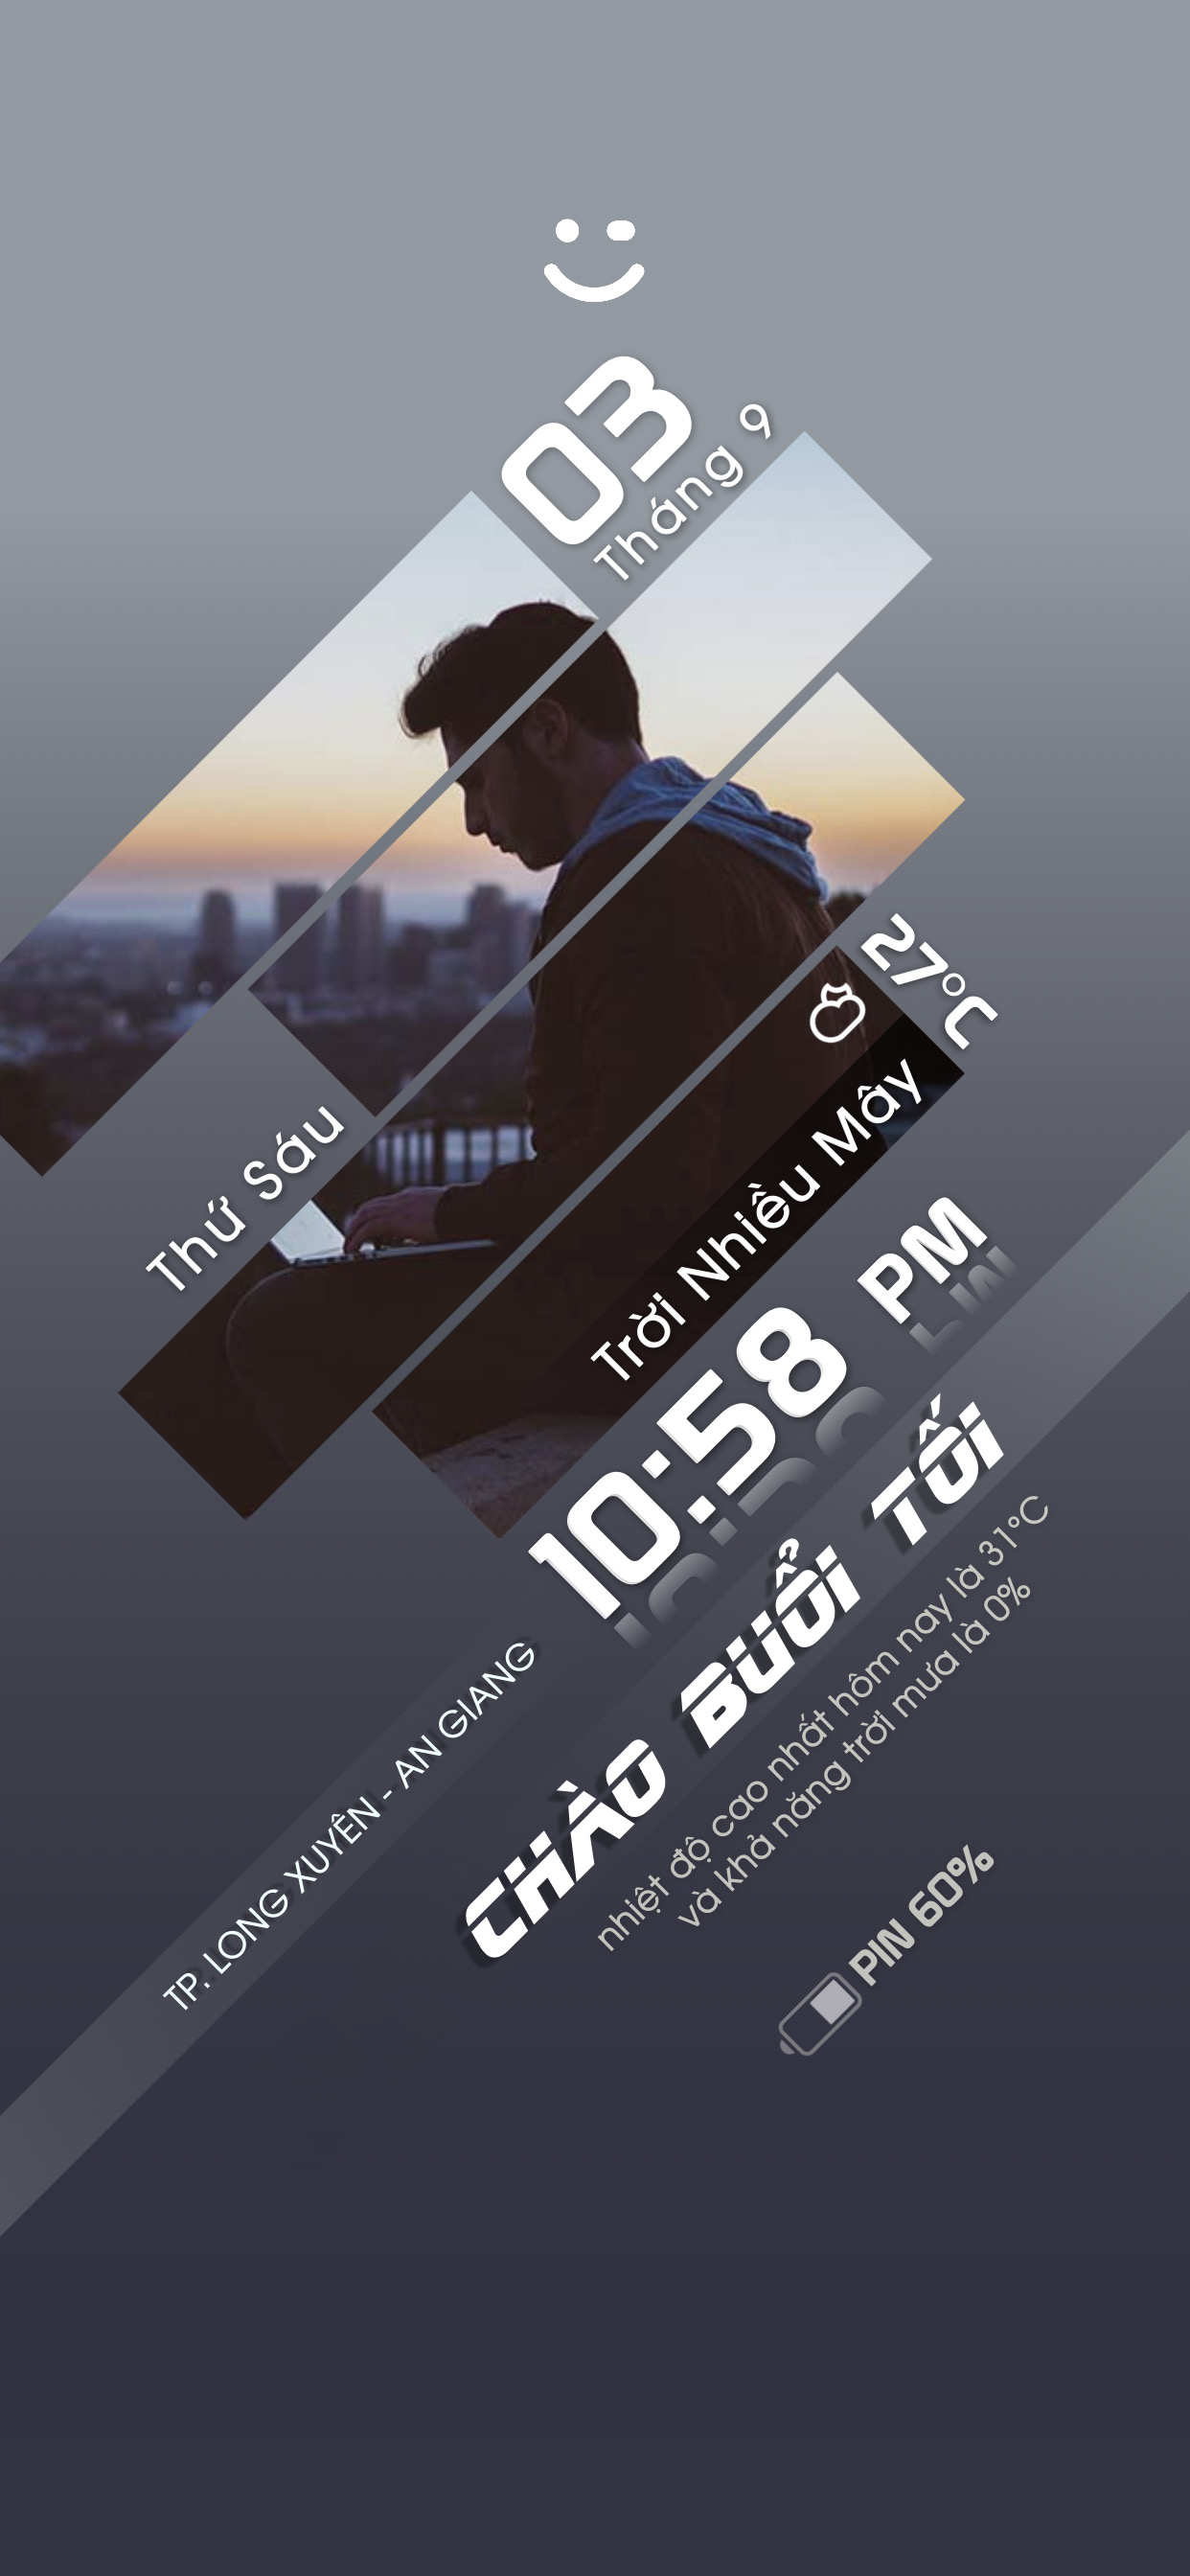 03
Tháng 9
Thứ Sáu
27°C
Trời Nhiều Mây
10:58 PM
TP. LONG XUYÊN - AN GIANG
CHÀO BUỔI TỐI
nhiệt độ cao nhất hôm nay là 31°C
và khả năng trời mưa là 0%
PIN 60%